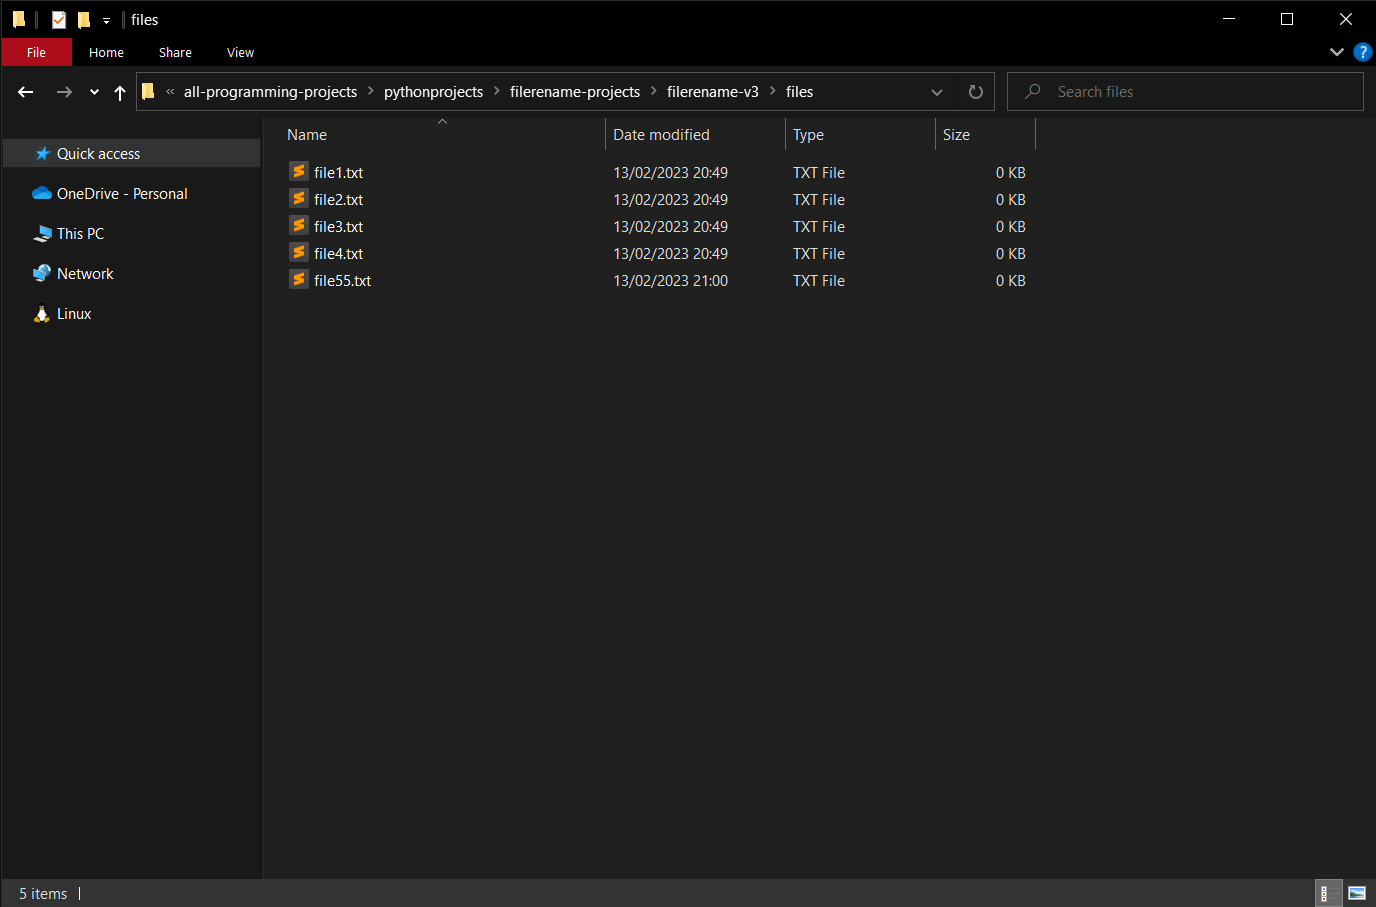 files
File Home Share View
« all-programming-projects > pythonprojects > filerename-projects > filerename-v3 > files
Search files
Name Date modified Type Size
Quick access
OneDrive - Personal
This PC
Network
Linux
file1.txt 13/02/2023 20:49 TXT File 0 KB
file2.txt 13/02/2023 20:49 TXT File 0 KB
file3.txt 13/02/2023 20:49 TXT File 0 KB
file4.txt 13/02/2023 20:49 TXT File 0 KB
file55.txt 13/02/2023 21:00 TXT File 0 KB
5 items